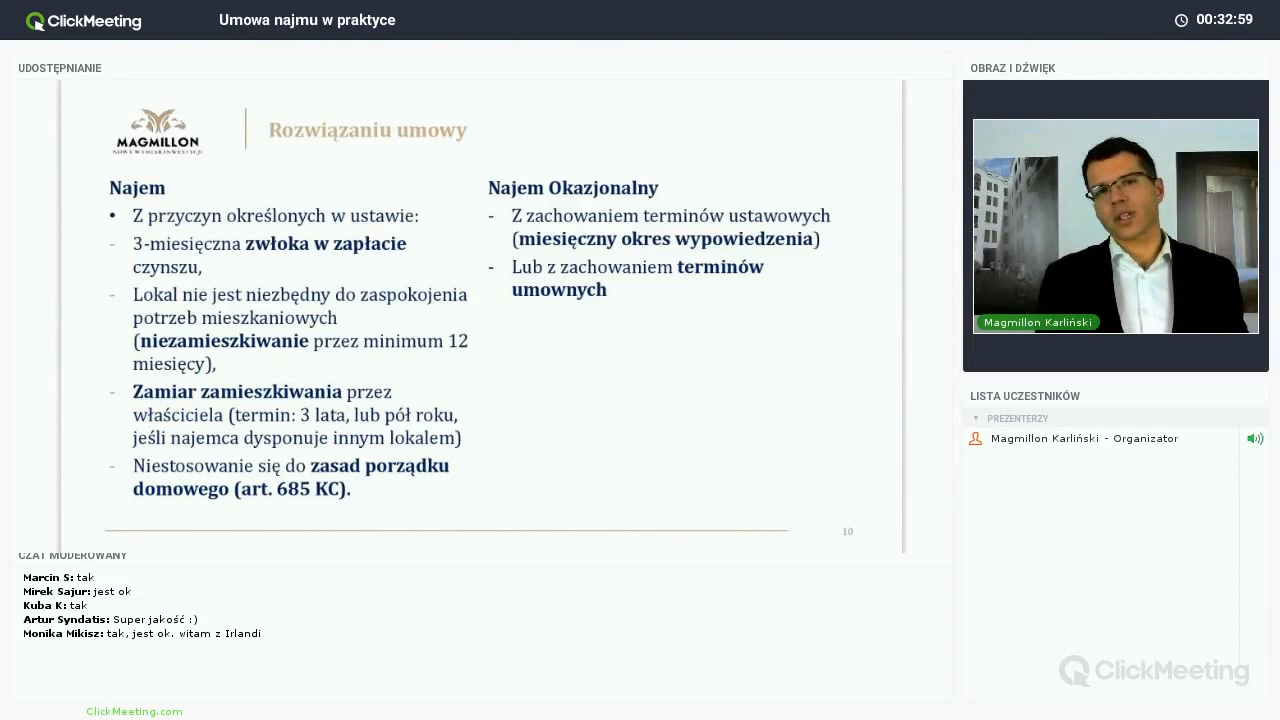 ClickMeeting
Umowa najmu w praktyce
00:32:59
UDOSTĘPNIANIE
OBRAZ I DŹWIĘK
MAGMILLON
NOWY WYMIAR INWESTYCJI
Rozwiązaniu umowy
Najem
• Z przyczyn określonych w ustawie:
- 3-miesięczna zwłoka w zapłacie
czynszu,
- Lokal nie jest niezbędny do zaspokojenia
potrzeb mieszkaniowych
(niezamieszkiwanie przez minimum 12
miesięcy),
- Zamiar zamieszkiwania przez
właściciela (termin: 3 lata, lub pół roku,
jeśli najemca dysponuje innym lokalem)
- Niestosowanie się do zasad porządku
domowego (art. 685 KC).
Najem Okazjonalny
- Z zachowaniem terminów ustawowych
(miesięczny okres wypowiedzenia)
- Lub z zachowaniem terminów
umownych
10
Magmillon Karliński
LISTA UCZESTNIKÓW
PREZENTERZY
Magmillon Karliński - Organizator
CZAT MODEROWANY
Marcin S: tak
Mirek Sajur: jest ok
Kuba K: tak
Artur Syndatis: Super jakość :)
Monika Mikisz: tak, jest ok. witam z Irlandi
ClickMeeting
ClickMeeting.com